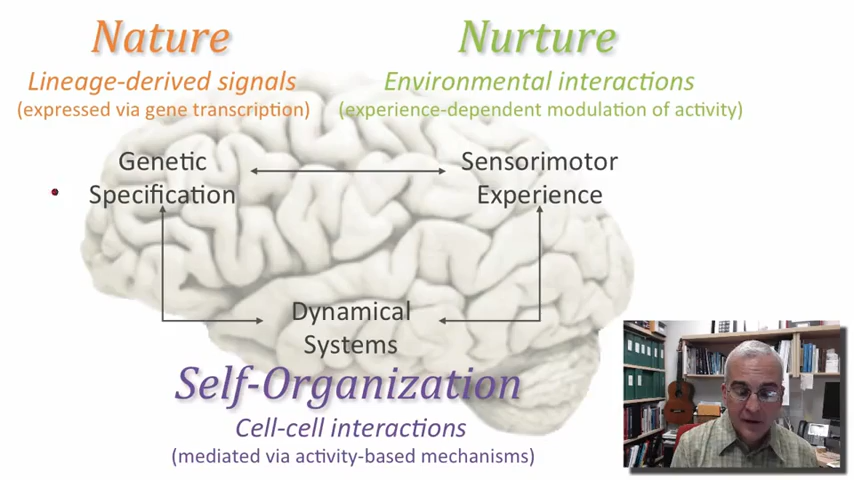 Nature
Nurture
Lineage-derived signals
Environmental interactions
(expressed via gene transcription)
(experience-dependent modulation of activity)
Genetic
Specification
Sensorimotor
Experience
Dynamical
Systems
Self-Organization
Cell-cell interactions
(mediated via activity-based mechanisms)